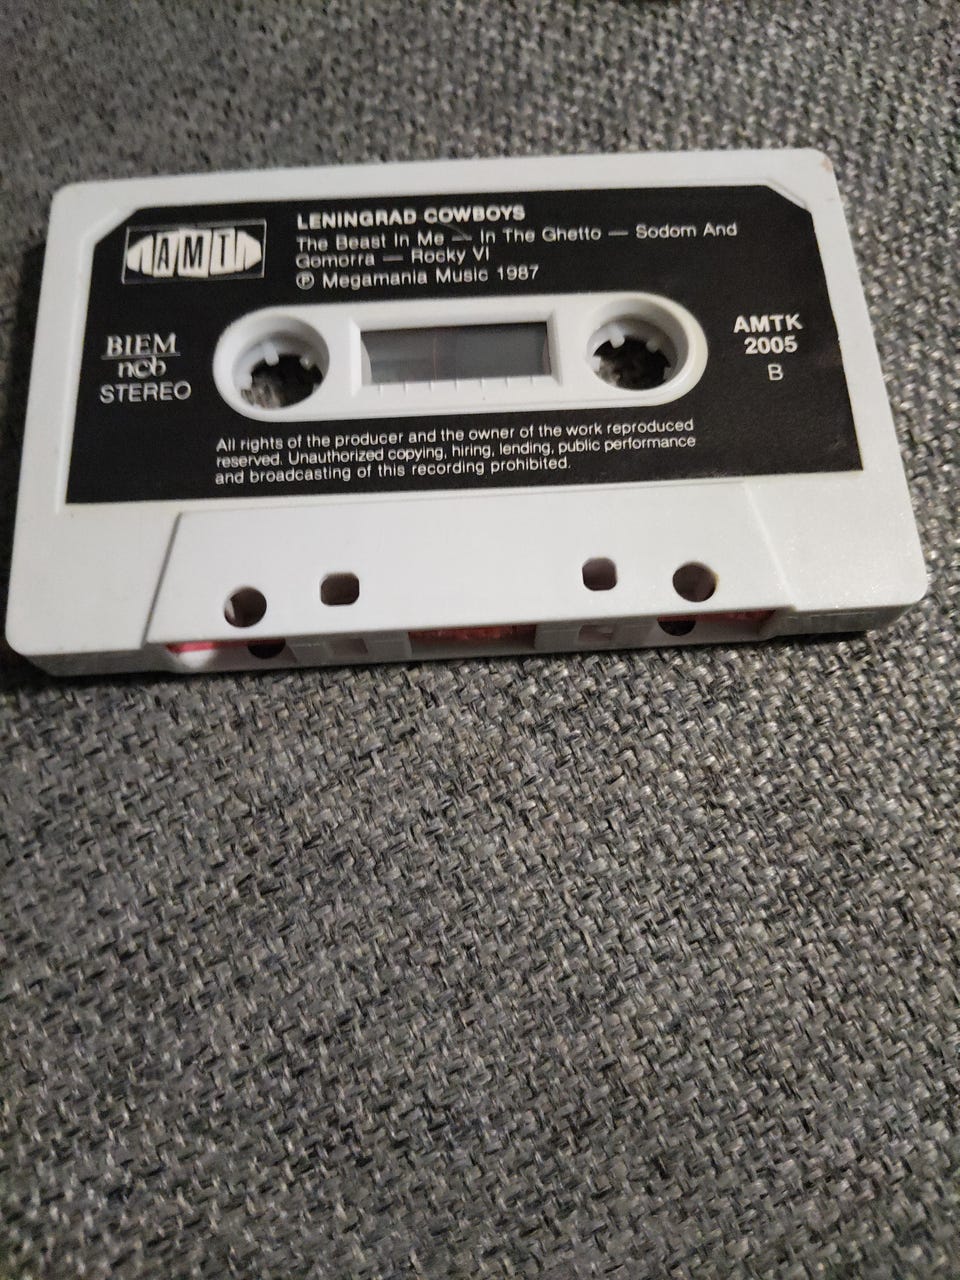 AMT
LENINGRAD COWBOYS
The Beast In Me — In The Ghetto — Sodom And
Gomorra — Rocky VI
℗ Megamania Music 1987
BIEM
ncb
STEREO
AMTK
2005
B
All rights of the producer and the owner of the work reproduced
reserved. Unauthorized copying, hiring, lending, public performance
and broadcasting of this recording prohibited.